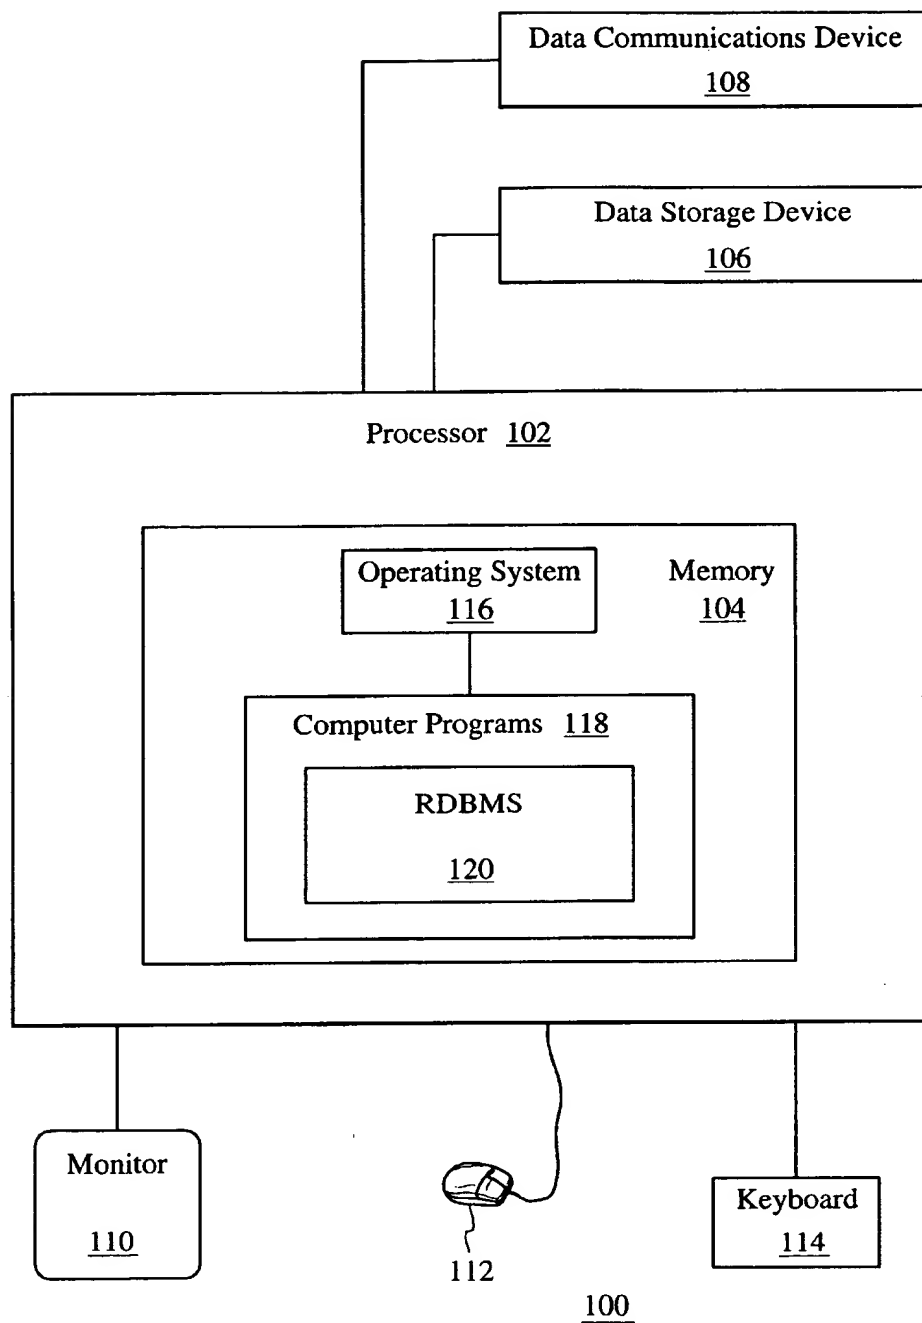 Data Communications Device
108
Data Storage Device
106
Processor 102
Operating System
116
Memory
104
Computer Programs 118
RDBMS
120
Monitor
110
112
Keyboard
114
100